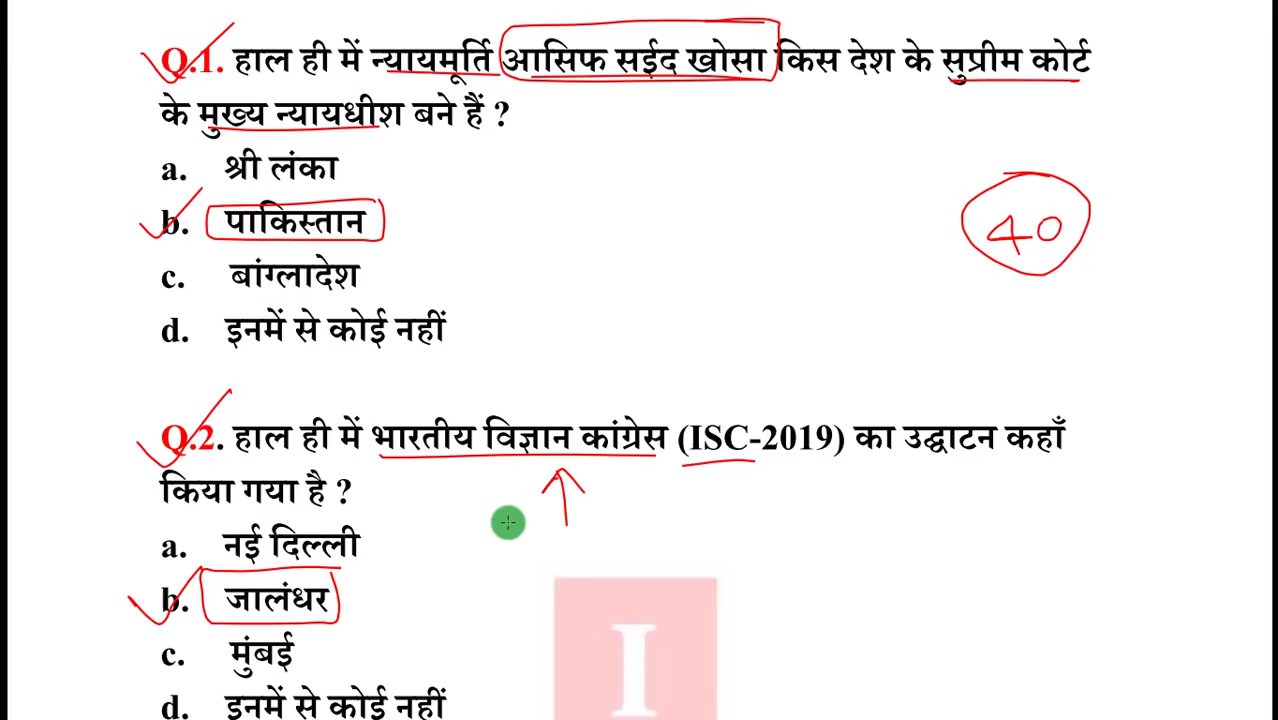 Q.1. हाल ही में न्यायमूर्ति आसिफ सईद खोसा किस देश के सुप्रीम कोर्ट
के मुख्य न्यायधीश बने हैं ?
a. श्री लंका
b. पाकिस्तान
40
c. बांग्लादेश
d. इनमें से कोई नहीं
Q.2. हाल ही में भारतीय विज्ञान कांग्रेस (ISC-2019) का उद्घाटन कहाँ
किया गया है ?
a. नई दिल्ली
b. जालंधर
c. मुंबई
d. इनमें से कोई नहीं
I